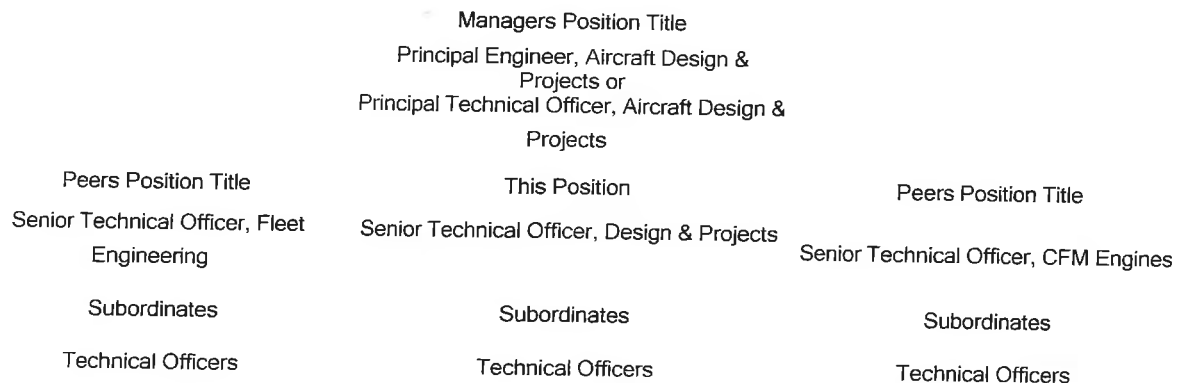 Managers Position Title
Principal Engineer, Aircraft Design &
Projects or
Principal Technical Officer, Aircraft Design &
Projects
Peers Position Title
This Position
Peers Position Title
Senior Technical Officer, Fleet
Engineering
Senior Technical Officer, Design & Projects
Senior Technical Officer, CFM Engines
Subordinates
Subordinates
Subordinates
Technical Officers
Technical Officers
Technical Officers